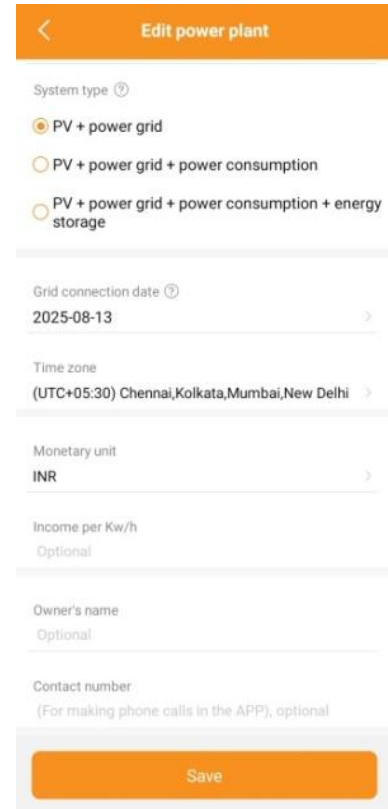 Edit power plant
System type
PV + power grid
PV + power grid + power consumption
PV + power grid + power consumption + energy
storage
Grid connection date
2025-08-13
Time zone
(UTC+05:30) Chennai,Kolkata,Mumbai,New Delhi
Monetary unit
INR
Income per Kw/h
Optional
Owner's name
Optional
Contact number
(For making phone calls in the APP), optional
Save